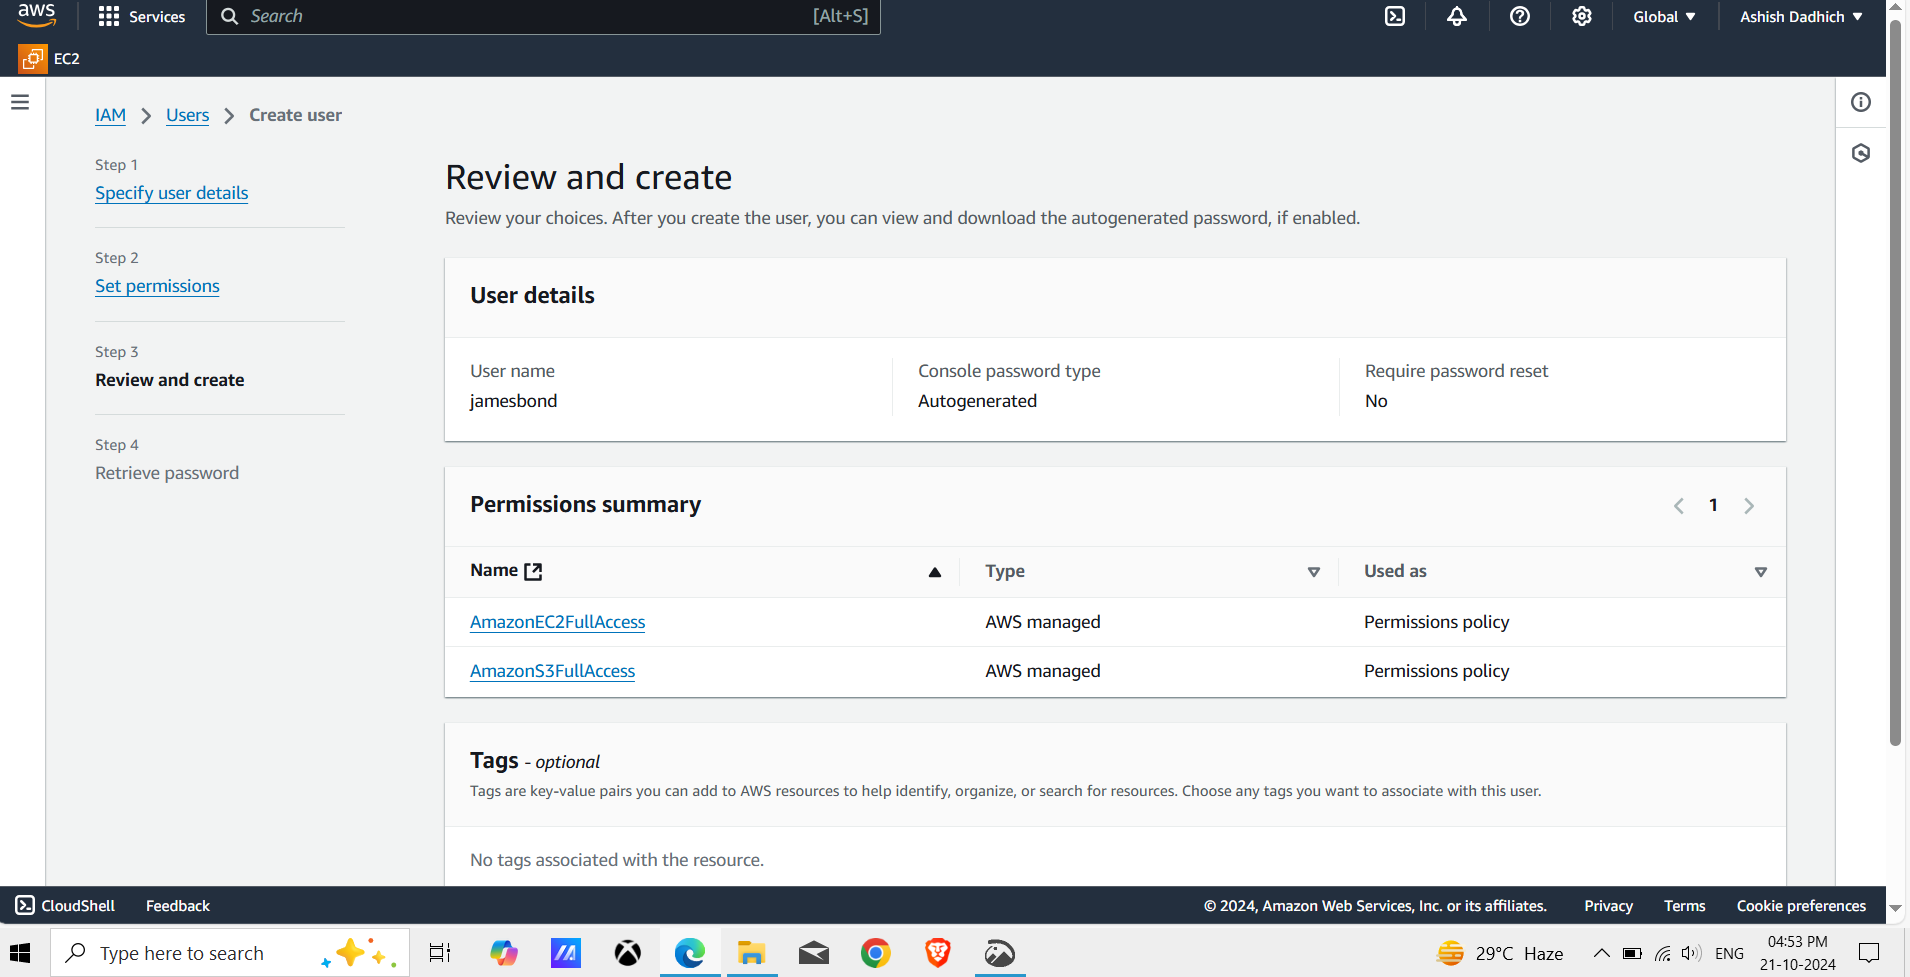 aws
Services
Search
[Alt+S]
Global
Ashish Dadhich
EC2
IAM
Users
Create user
Step 1
Specify user details
Step 2
Set permissions
Step 3
Review and create
Step 4
Retrieve password
Review and create
Review your choices. After you create the user, you can view and download the autogenerated password, if enabled.
User details
User name
jamesbond
Console password type
Autogenerated
Require password reset
No
Permissions summary
1
Name
Type
Used as
AmazonEC2FullAccess
AWS managed
Permissions policy
AmazonS3FullAccess
AWS managed
Permissions policy
Tags - optional
Tags are key-value pairs you can add to AWS resources to help identify, organize, or search for resources. Choose any tags you want to associate with this user.
No tags associated with the resource.
CloudShell
Feedback
© 2024, Amazon Web Services, Inc. or its affiliates.
Privacy
Terms
Cookie preferences
Type here to search
29°C Haze
ENG
04:53 PM
21-10-2024